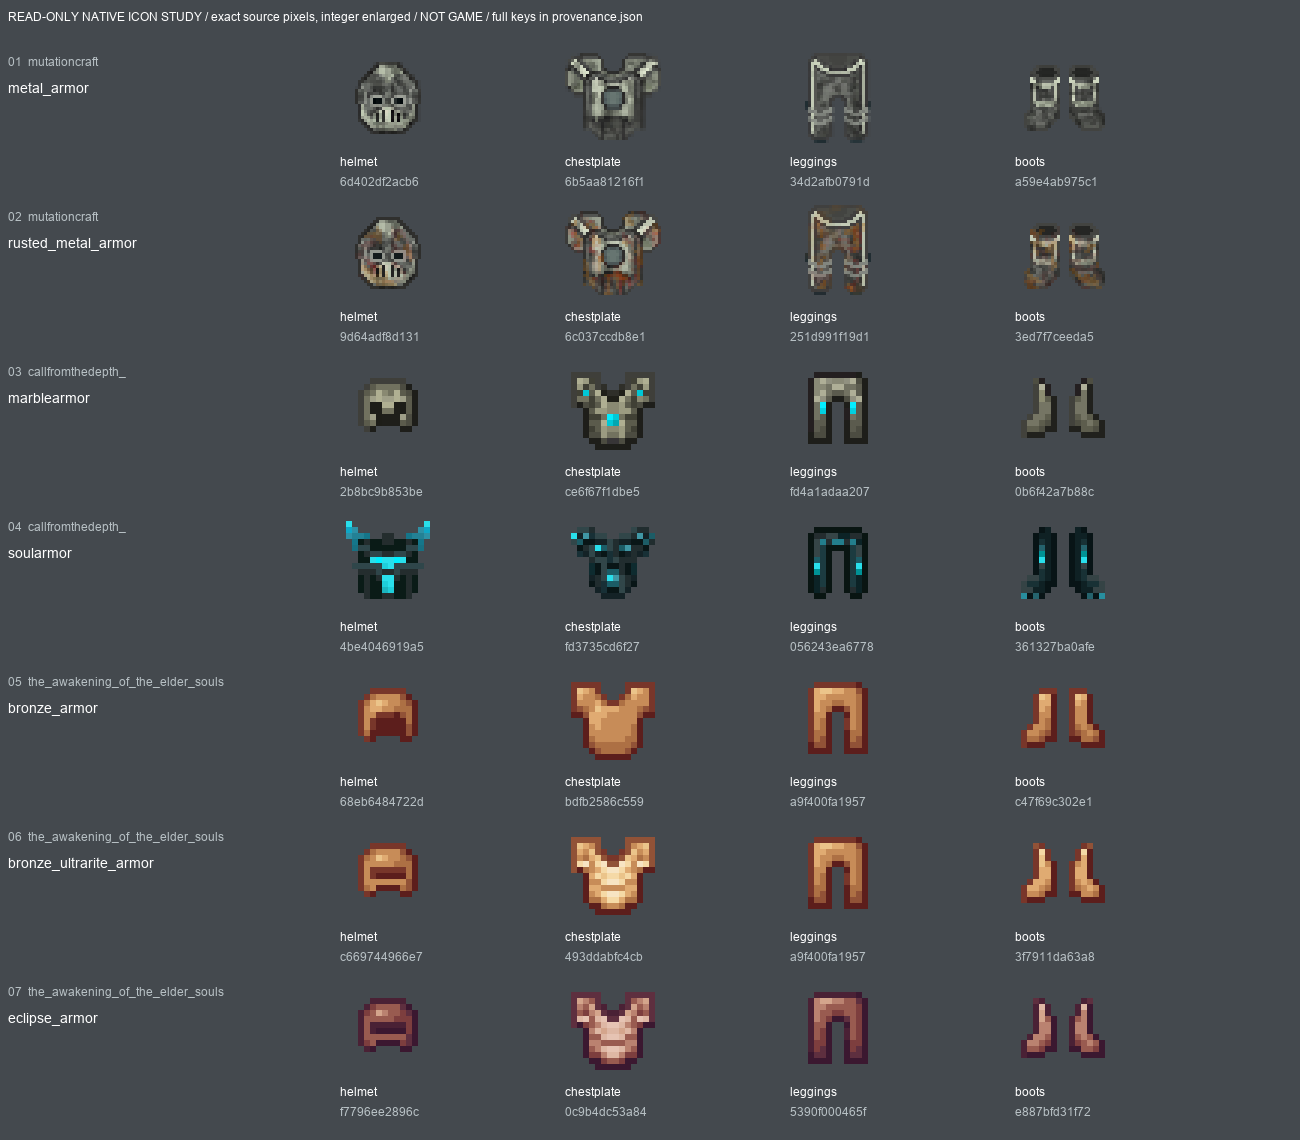 READ-ONLY NATIVE ICON STUDY / exact source pixels, integer enlarged / NOT GAME / full keys in provenance.json
01 mutationcraft
metal_armor
helmet chestplate leggings boots
6d402df2acb6 6b5aa81216f1 34d2afb0791d a59e4ab975c1
02 mutationcraft
rusted_metal_armor
helmet chestplate leggings boots
9d64adf8d131 6c037ccdb8e1 251d991f19d1 3ed7f7ceeda5
03 callfromthedepth_
marblearmor
helmet chestplate leggings boots
2b8bc9b853be ce6f67f1dbe5 fd4a1adaa207 0b6f42a7b88c
04 callfromthedepth_
soularmor
helmet chestplate leggings boots
4be4046919a5 fd3735cd6f27 056243ea6778 361327ba0afe
05 the_awakening_of_the_elder_souls
bronze_armor
helmet chestplate leggings boots
68eb6484722d bdfb2586c559 a9f400fa1957 c47f69c302e1
06 the_awakening_of_the_elder_souls
bronze_ultrarite_armor
helmet chestplate leggings boots
c669744966e7 493ddabfc4cb a9f400fa1957 3f7911da63a8
07 the_awakening_of_the_elder_souls
eclipse_armor
helmet chestplate leggings boots
f7796ee2896c 0c9b4dc53a84 5390f000465f e887bfd31f72